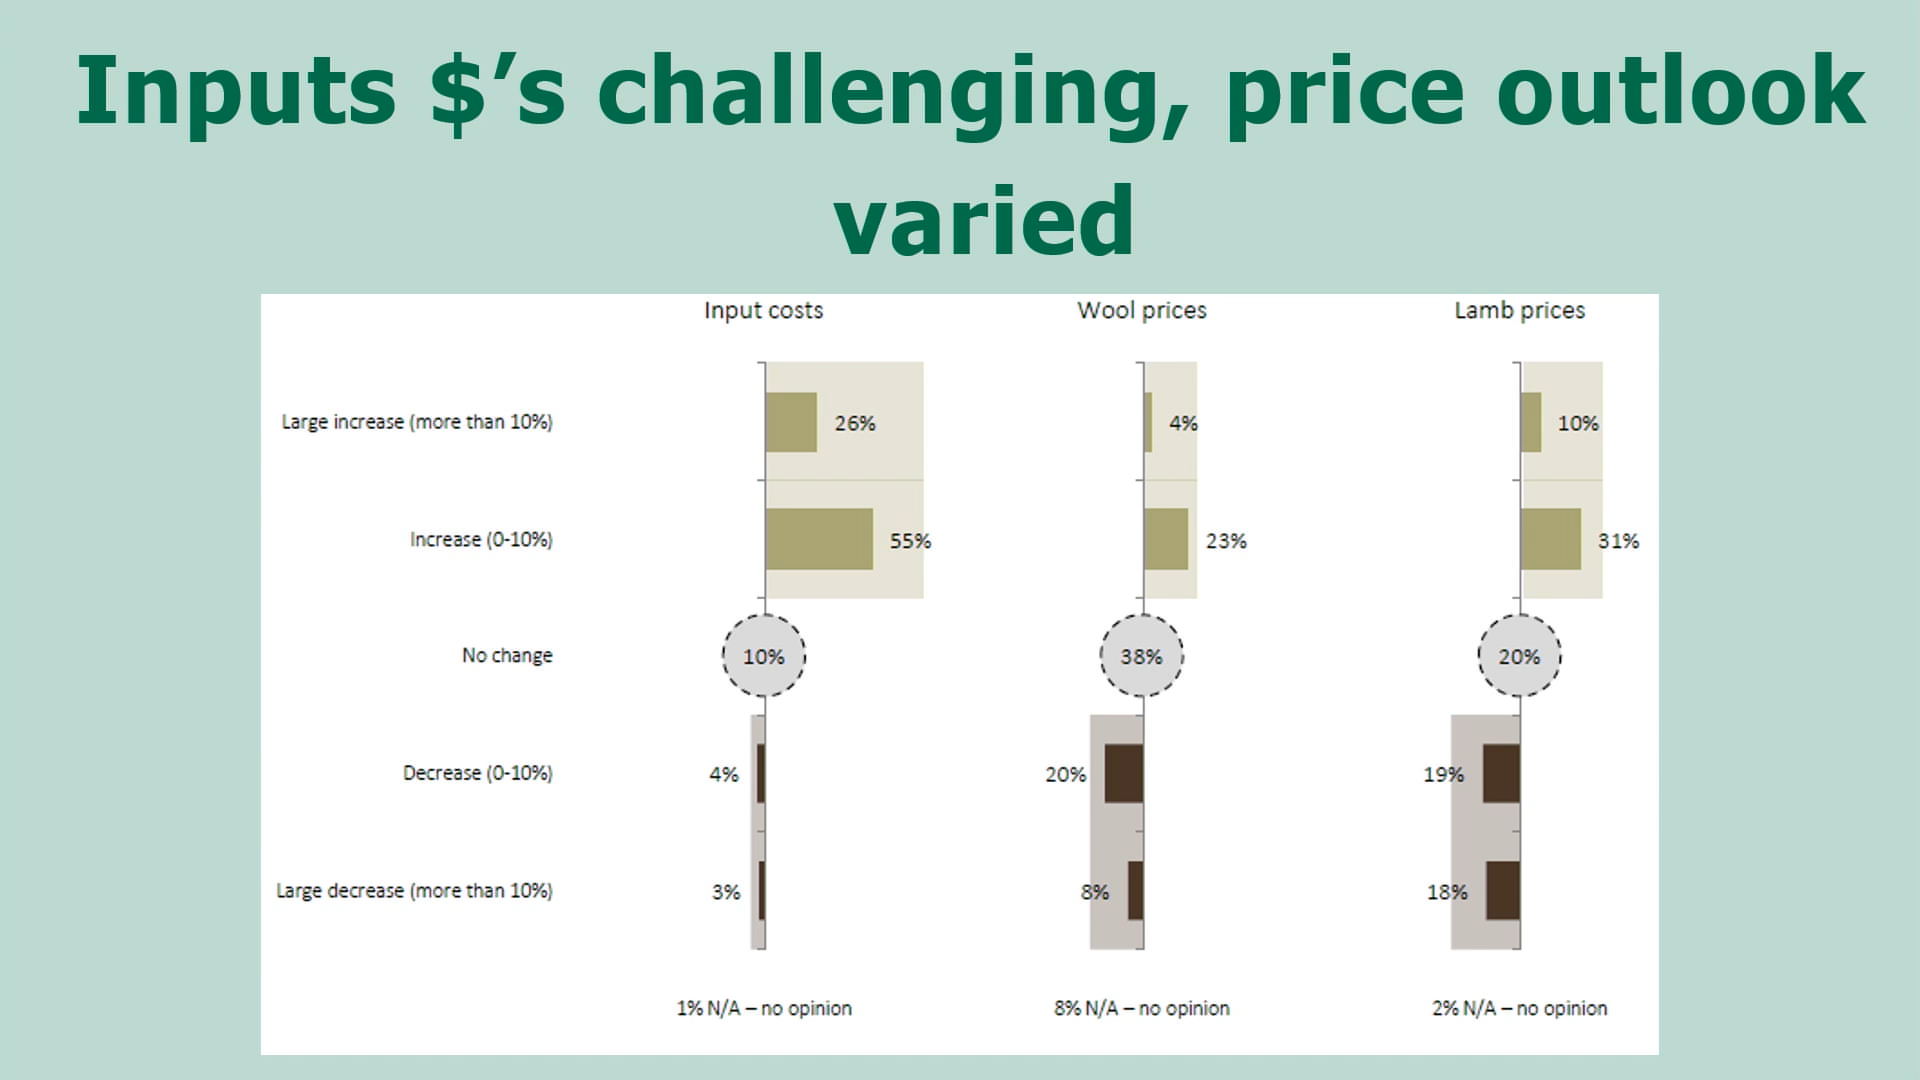 Inputs $’s challenging, price outlook
varied
Input costs Wool prices Lamb prices
Large increase (more than 10%) 26% 4% 10%
Increase (0-10%) 55% 23% 31%
No change 10% 38% 20%
Decrease (0-10%) 4% 20% 19%
Large decrease (more than 10%) 3% 8% 18%
1% N/A – no opinion 8% N/A – no opinion 2% N/A – no opinion